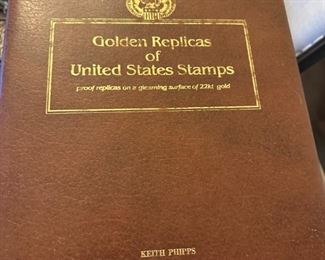 Golden Replicas
of
United States Stamps
proof replicas on a gleaming surface of 22kt gold
KEITH PHIPPS